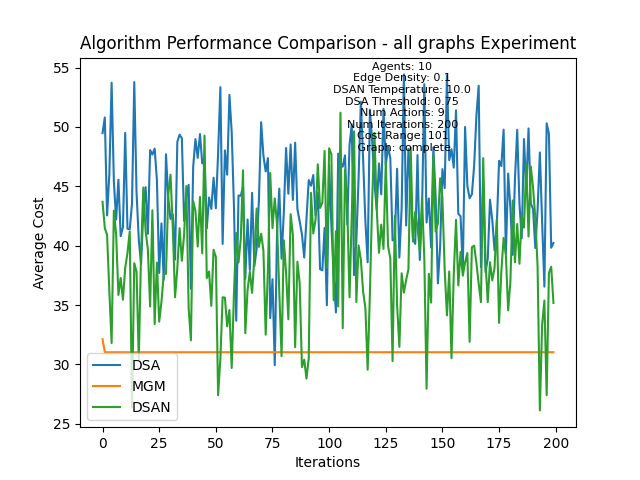 Algorithm Performance Comparison - all graphs Experiment
Agents: 10
Edge Density: 0.1
DSAN Temperature: 10.0
DSA Threshold: 0.75
Num Actions: 9
Num Iterations: 200
Cost Range: 101
Graph: complete
55
50
45
40
35
30
25
Average Cost
DSA
MGM
DSAN
0 25 50 75 100 125 150 175 200
Iterations